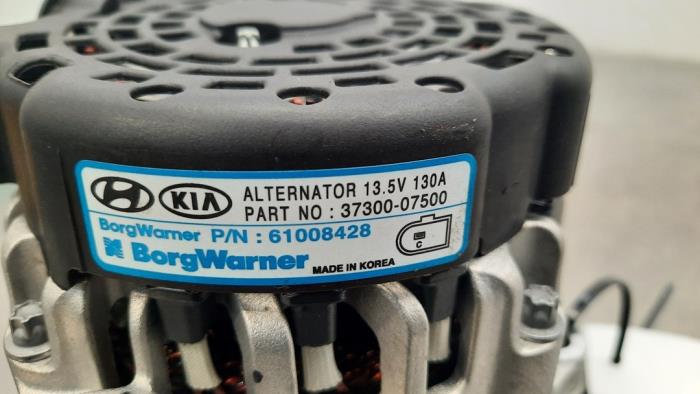 KIA ALTERNATOR 13.5V 130A
PART NO : 37300-07500
BorgWarner P/N : 61008428
C
BorgWarner MADE IN KOREA